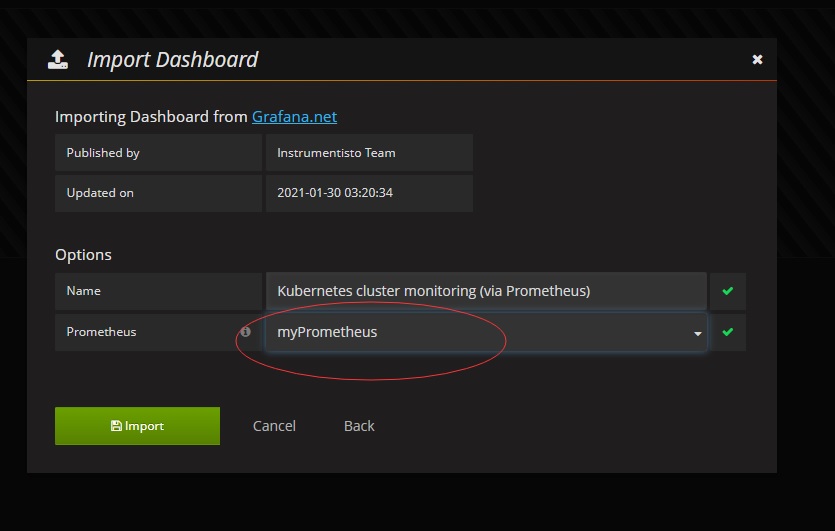 Import Dashboard
Importing Dashboard from Grafana.net
Published by Instrumentisto Team
Updated on 2021-01-30 03:20:34
Options
Name Kubernetes cluster monitoring (via Prometheus)
Prometheus myPrometheus
Import Cancel Back